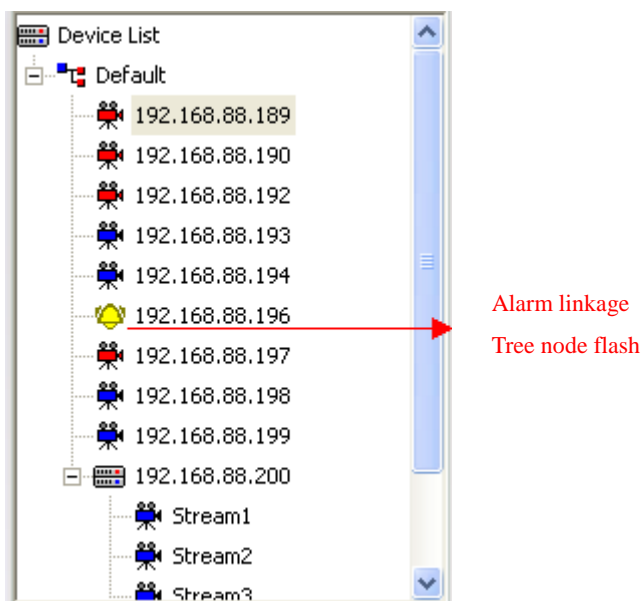 Device List
Default
192.168.88.189
192.168.88.190
192.168.88.192
192.168.88.193
192.168.88.194
192.168.88.196
192.168.88.197
192.168.88.198
192.168.88.199
192.168.88.200
Stream1
Stream2
Stream3
Alarm linkage
Tree node flash